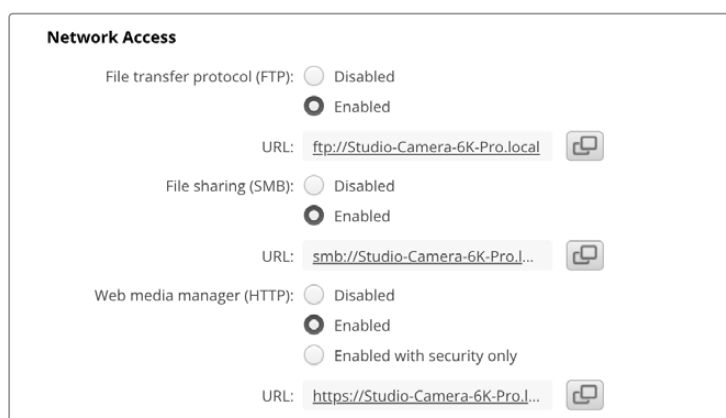 Network Access
File transfer protocol (FTP): Disabled
Enabled
URL: ftp://Studio-Camera-6K-Pro.local
File sharing (SMB): Disabled
Enabled
URL: smb://Studio-Camera-6K-Pro.l...
Web media manager (HTTP): Disabled
Enabled
Enabled with security only
URL: https://Studio-Camera-6K-Pro.l...